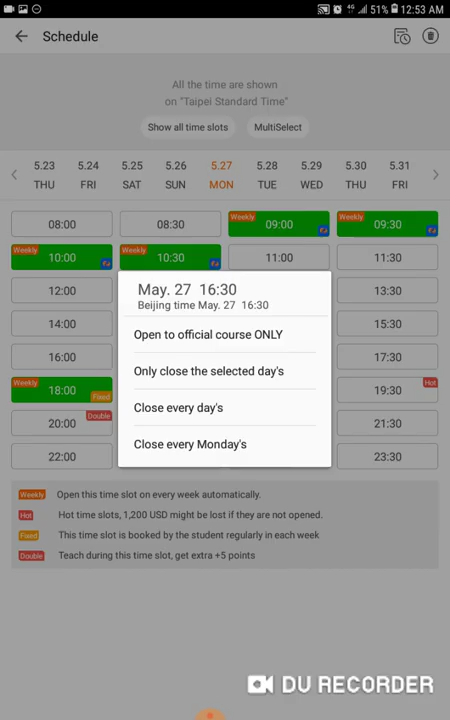 4G 51% 12:53 AM
Schedule
All the time are shown
on "Taipei Standard Time"
Show all time slots MultiSelect
5.23 5.24 5.25 5.26 5.27 5.28 5.29 5.30 5.31
THU FRI SAT SUN MON TUE WED THU FRI
08:00 08:30 Weekly 09:00 Weekly 09:30
Weekly 10:00 Weekly 10:30 11:00 11:30
12:00 13:30
14:00 15:30
16:00 17:30
Weekly 18:00 Fixed 19:30 Hot
20:00 Double 21:30
22:00 23:30
May. 27 16:30
Beijing time May. 27 16:30
Open to official course ONLY
Only close the selected day's
Close every day's
Close every Monday's
Weekly Open this time slot on every week automatically.
Hot Hot time slots, 1,200 USD might be lost if they are not opened.
Fixed This time slot is booked by the student regularly in each week
Double Teach during this time slot, get extra +5 points
DU RECORDER